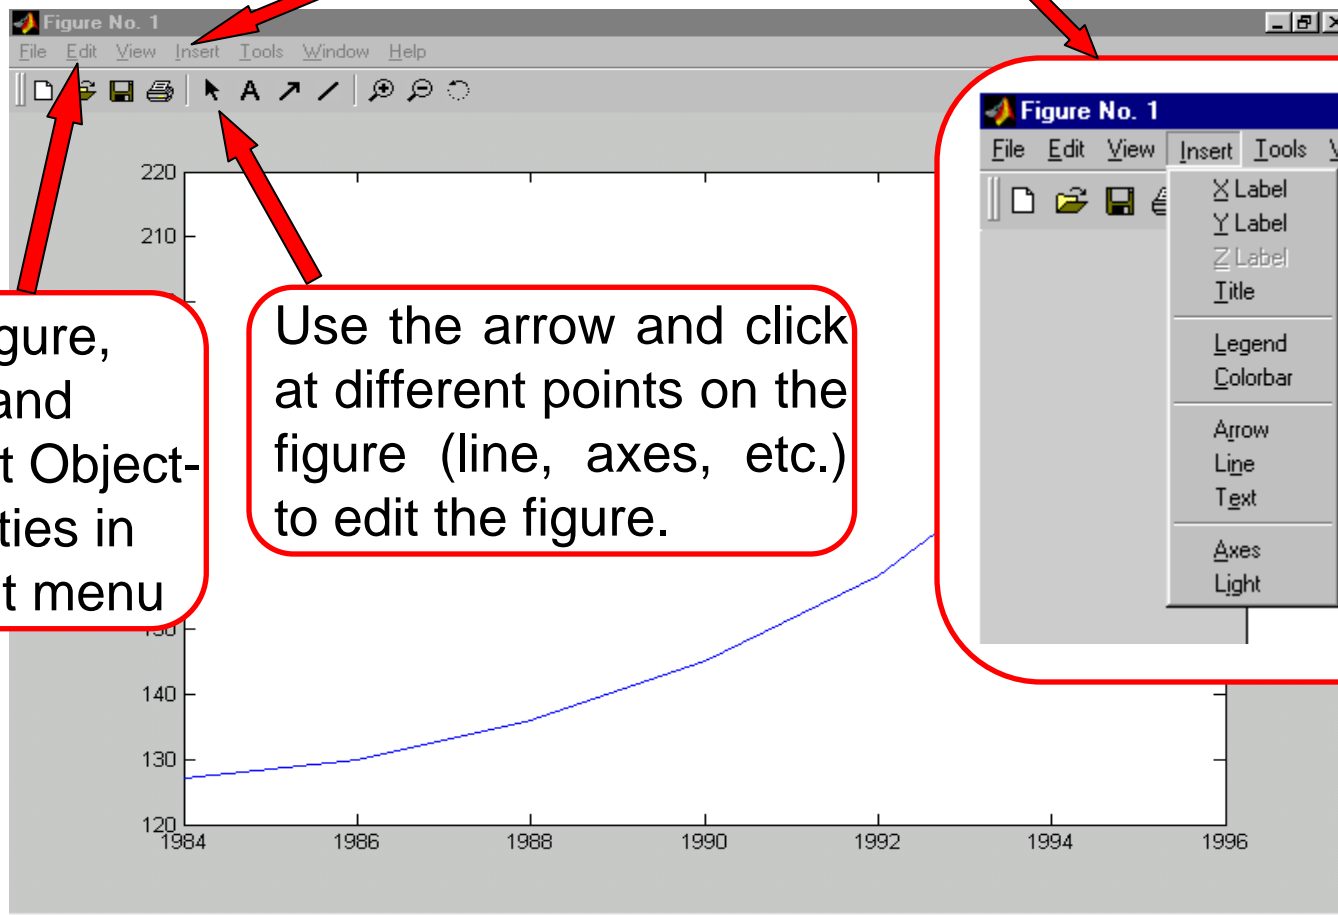 Figure No. 1
File Edit View Insert Tools Window Help
A
220
210
150
140
130
120
1984 1986 1988 1990 1992 1994 1996
gure,
and
t Object-
ties in
t menu
Use the arrow and click
at different points on the
figure (line, axes, etc.)
to edit the figure.
Figure No. 1
File Edit View Insert Tools
X Label
Y Label
Z Label
Title
Legend
Colorbar
Arrow
Line
Text
Axes
Light